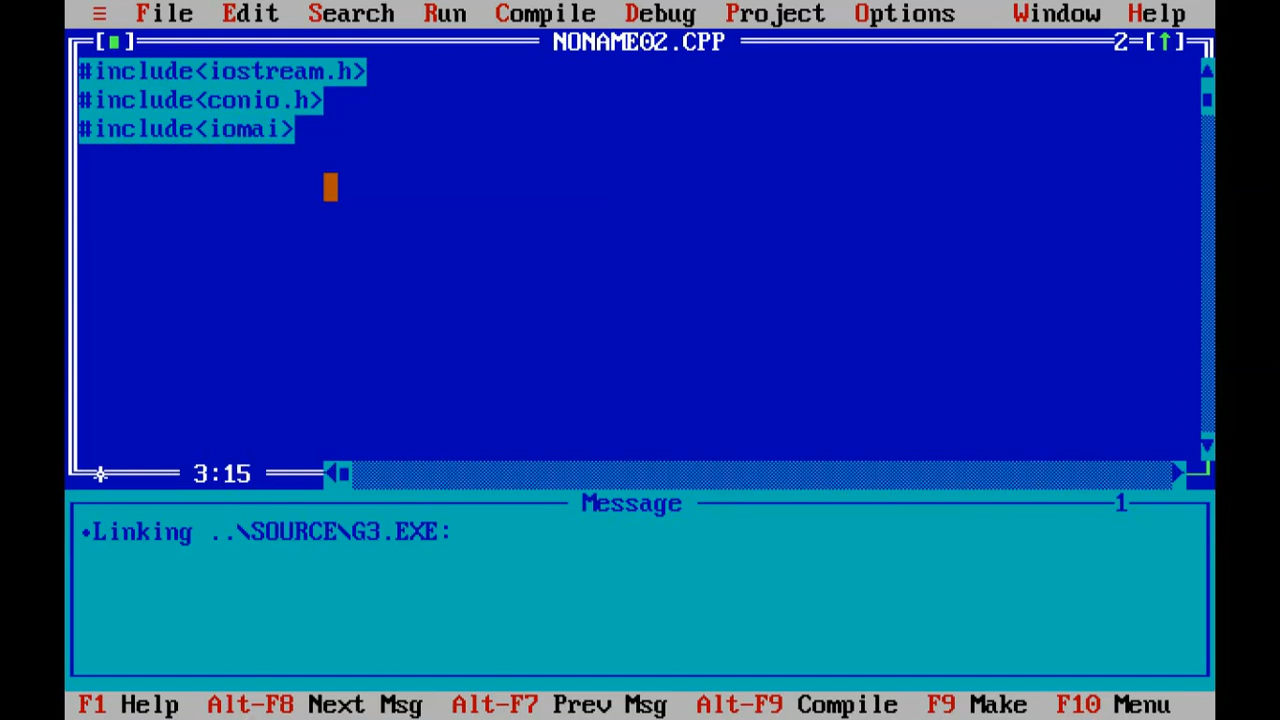 ≡ File Edit Search Run Compile Debug Project Options Window Help
[■] NONAME02.CPP 2=[↑]
#include<iostream.h>
#include<conio.h>
#include<iomai>
3:15
Message 1
•Linking ..\SOURCE\G3.EXE:
F1 Help Alt-F8 Next Msg Alt-F7 Prev Msg Alt-F9 Compile F9 Make F10 Menu